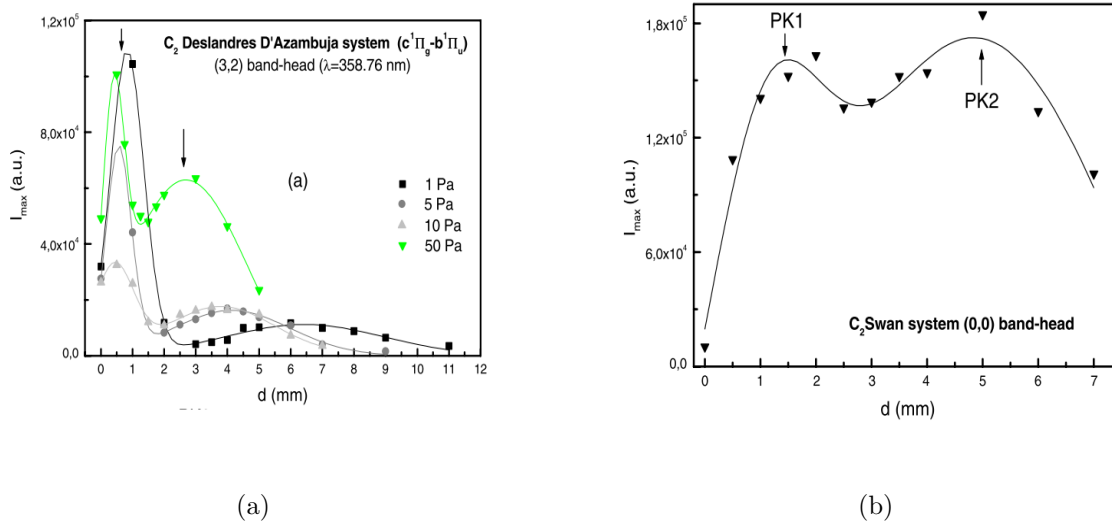 C₂ Deslandres D'Azambuja system (c¹Πg-b¹Πu)
(3,2) band-head (λ=358.76 nm)
(a)
1 Pa
5 Pa
10 Pa
50 Pa
1,2x10⁵
8,0x10⁴
4,0x10⁴
0,0
I_max (a.u.)
0 1 2 3 4 5 6 7 8 9 10 11 12
d (mm)
(a)
PK1
PK2
C₂Swan system (0,0) band-head
1,8x10⁵
1,2x10⁵
6,0x10⁴
0,0
I_max (a.u.)
0 1 2 3 4 5 6 7
d (mm)
(b)